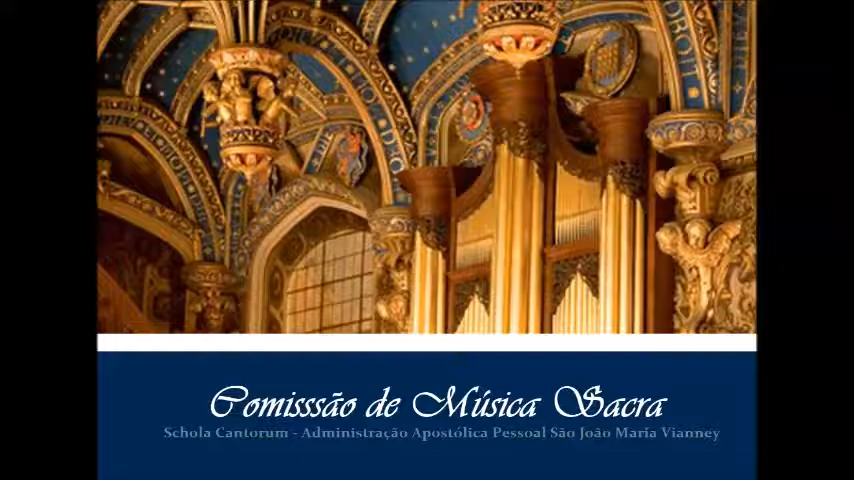 Comisssão de Música Sacra
Schola Cantorum - Administração Apostólica Pessoal São João Maria Vianney